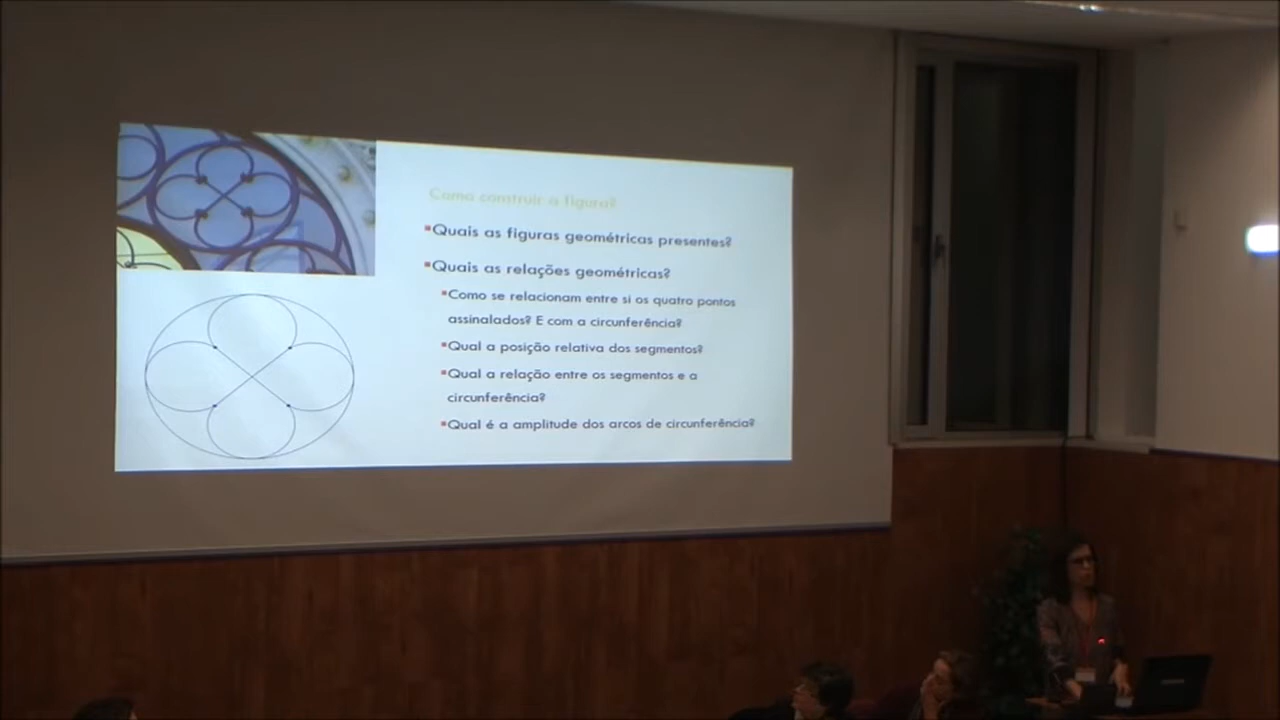 Como construir a figura?
Quais as figuras geométricas presentes?
Quais as relações geométricas?
Como se relacionam entre si os quatro pontos
assinalados? E com a circunferência?
Qual a posição relativa dos segmentos?
Qual a relação entre os segmentos e a
circunferência?
Qual é a amplitude dos arcos de circunferência?